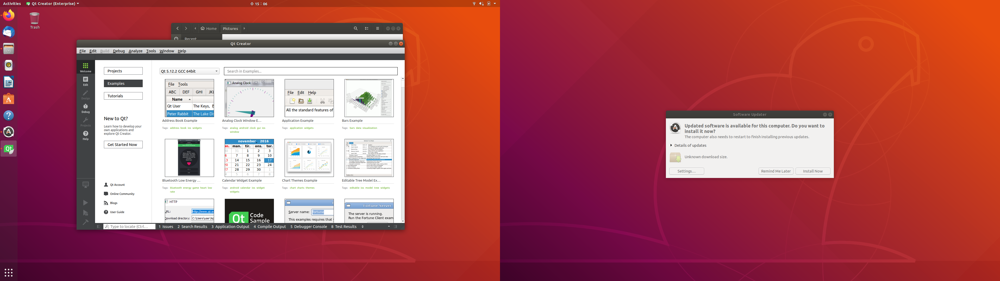 Activities
Qt Creator (Enterprise)
수 15 : 06
Trash
Home
Pictures
Recent
Qt Creator
File Edit Build Debug Analyze Tools Window Help
Welcome
Edit
Design
Debug
Projects
Help
Projects
Examples
Tutorials
New to Qt?
Learn how to develop your
own applications and
explore Qt Creator.
Get Started Now
Qt Account
Online Community
Blogs
User Guide
Qt 5.12.2 GCC 64bit
Search in Examples...
File Tools
ABC DEF GHI JKL
Name
Qt User The Keys, B
Peter Rabbit The Lake Dis
Address Book Example
Tags: address book ios widgets
Analog Clock
Analog Clock Window E...
Tags: analog android clock gui ios
window
File Edit Help
All the standard features of
Application Example
Tags: application widgets
Bars Example
Tags: bars data visualization
Bluetooth Low Energy ...
Tags: bluetooth energy game heart low
rate
november 2016
en. man. tir. ons. tor.
30 31 1 2 3
6 7 8 9 10
13 14 15 16 17
20 21 22 23 24
27 28 29 30 1
4 5 6 7 8
Calendar Widget Example
Tags: android calendar ios widget
widgets
Chart Themes Example
Tags: chart charts themes
Editable Tree Model Ex...
Tags: editable ios model tree widgets
HTTP
URL: http://www.qt.io
Download directory: C:\Users\user\Ap
Qt Code
Sample
Server name: fortune
This examples requires that y
Fortune Server
The server is running.
Run the Fortune Client exam
Type to locate (Ctrl...
1 Issues 2 Search Results 3 Application Output 4 Compile Output 5 Debugger Console 8 Test Results
Software Updater
Updated software is available for this computer. Do you want to
install it now?
The computer also needs to restart to finish installing previous updates.
Details of updates
Unknown download size.
Settings...
Remind Me Later
Install Now